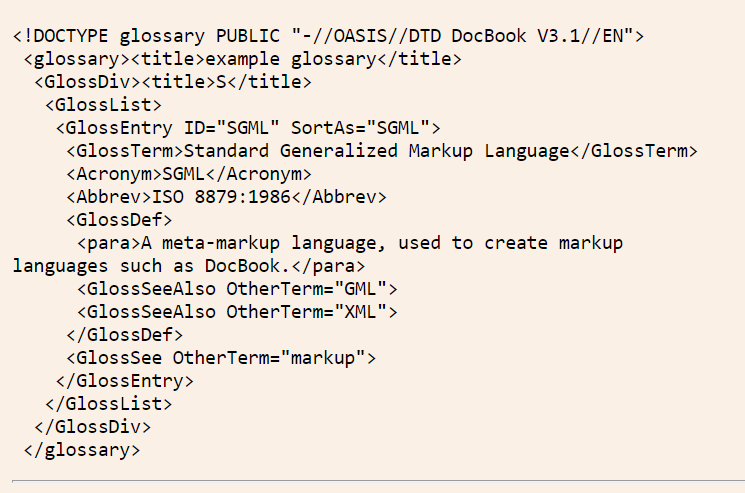 <!DOCTYPE glossary PUBLIC "-//OASIS//DTD DocBook V3.1//EN">
<glossary><title>example glossary</title>
<GlossDiv><title>S</title>
<GlossList>
<GlossEntry ID="SGML" SortAs="SGML">
<GlossTerm>Standard Generalized Markup Language</GlossTerm>
<Acronym>SGML</Acronym>
<Abbrev>ISO 8879:1986</Abbrev>
<GlossDef>
<para>A meta-markup language, used to create markup
languages such as DocBook.</para>
<GlossSeeAlso OtherTerm="GML">
<GlossSeeAlso OtherTerm="XML">
</GlossDef>
<GlossSee OtherTerm="markup">
</GlossEntry>
</GlossList>
</GlossDiv>
</glossary>